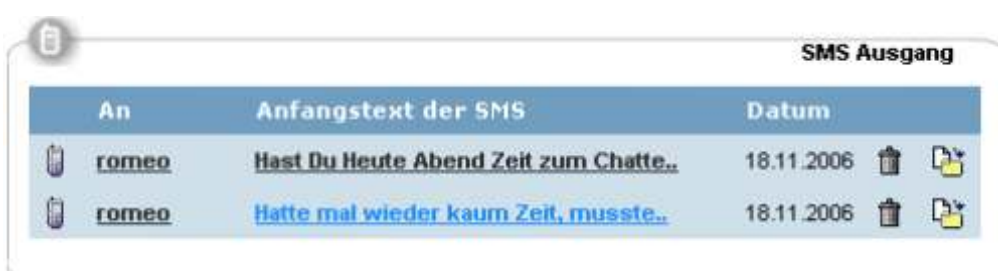 SMS Ausgang
An Anfangstext der SMS Datum
romeo Hast Du Heute Abend Zeit zum Chatte.. 18.11.2006
romeo Hatte mal wieder kaum Zeit, musste.. 18.11.2006